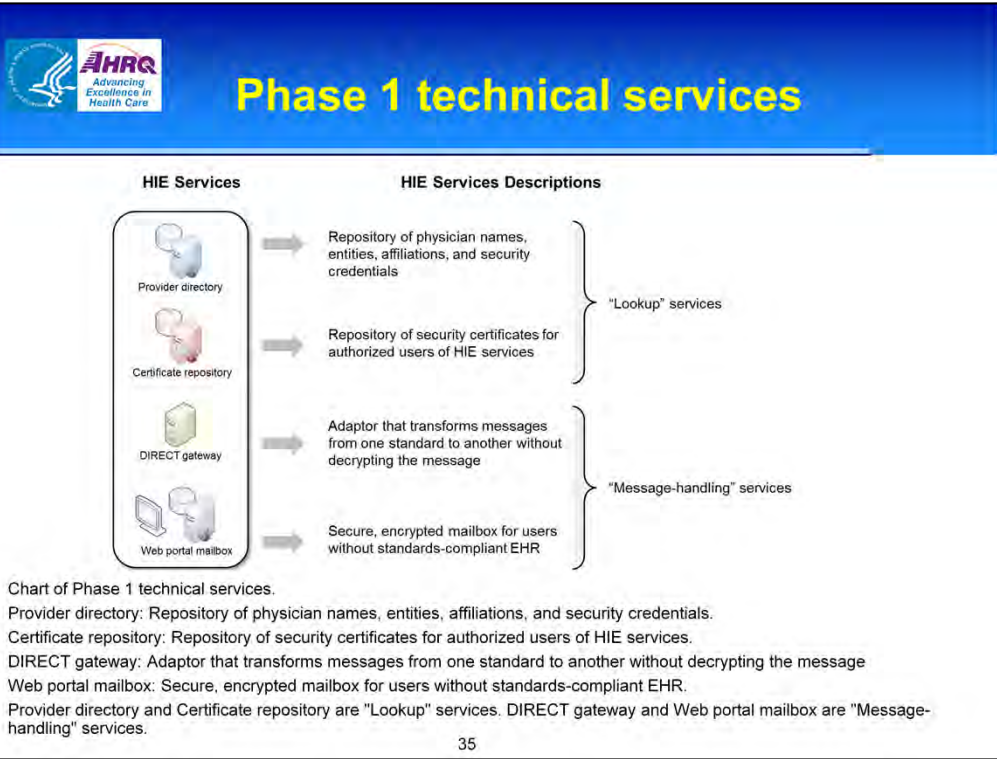 AHRQ
Advancing
Excellence in
Health Care
Phase 1 technical services
HIE Services
HIE Services Descriptions
Provider directory
Repository of physician names,
entities, affiliations, and security
credentials
Certificate repository
Repository of security certificates for
authorized users of HIE services
"Lookup" services
DIRECT gateway
Adaptor that transforms messages
from one standard to another without
decrypting the message
Web portal mailbox
Secure, encrypted mailbox for users
without standards-compliant EHR
"Message-handling" services
Chart of Phase 1 technical services.
Provider directory: Repository of physician names, entities, affiliations, and security credentials.
Certificate repository: Repository of security certificates for authorized users of HIE services.
DIRECT gateway: Adaptor that transforms messages from one standard to another without decrypting the message
Web portal mailbox: Secure, encrypted mailbox for users without standards-compliant EHR.
Provider directory and Certificate repository are "Lookup" services. DIRECT gateway and Web portal mailbox are "Message-
handling" services.
35